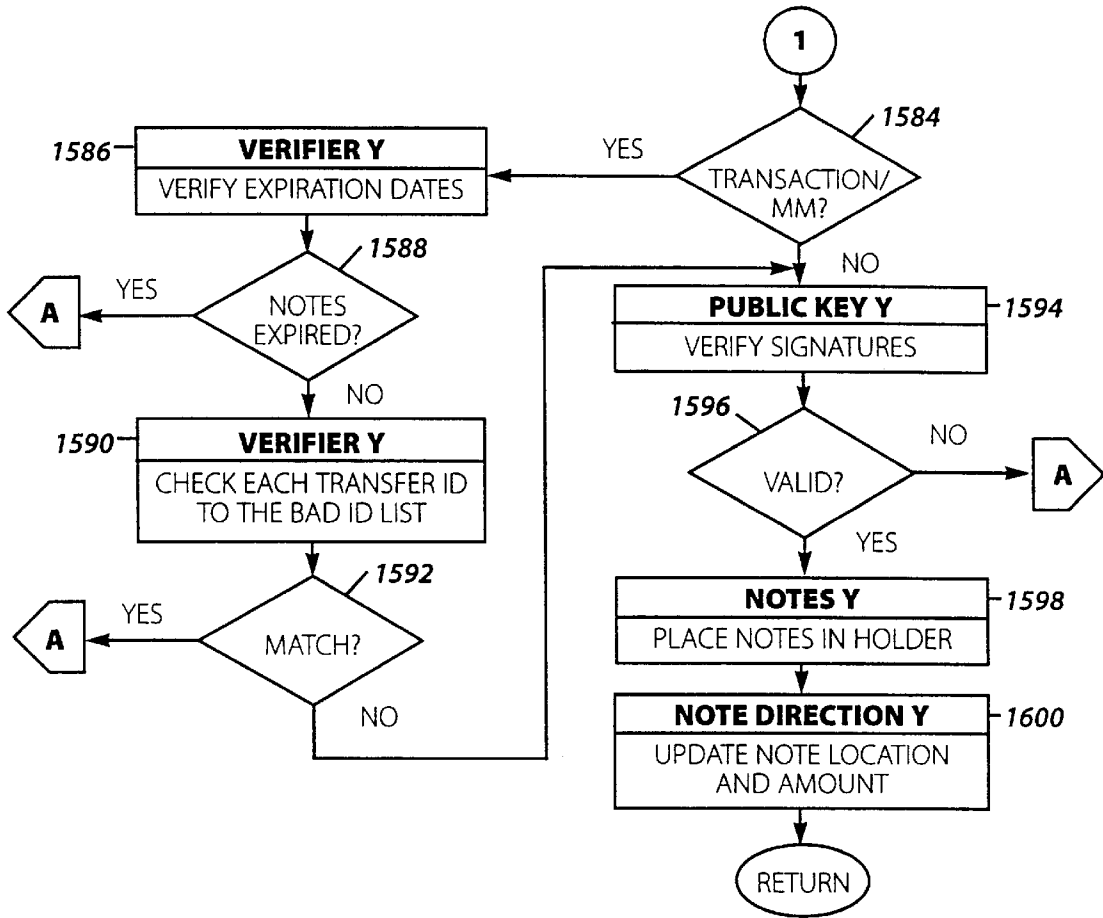 1
1584
TRANSACTION/
MM?
YES
NO
1586
VERIFIER Y
VERIFY EXPIRATION DATES
1588
NOTES
EXPIRED?
YES
A
NO
1590
VERIFIER Y
CHECK EACH TRANSFER ID
TO THE BAD ID LIST
1592
MATCH?
YES
A
NO
1594
PUBLIC KEY Y
VERIFY SIGNATURES
1596
VALID?
NO
A
YES
1598
NOTES Y
PLACE NOTES IN HOLDER
1600
NOTE DIRECTION Y
UPDATE NOTE LOCATION
AND AMOUNT
RETURN